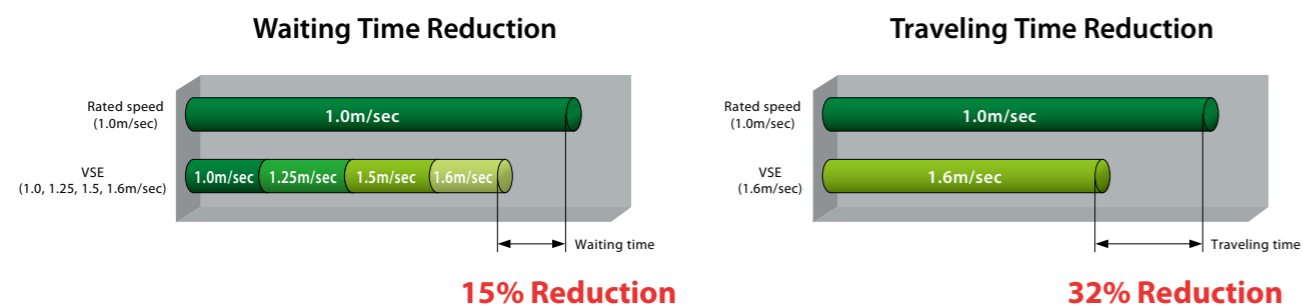 Waiting Time Reduction
Rated speed
(1.0m/sec)
1.0m/sec
VSE
(1.0, 1.25, 1.5, 1.6m/sec)
1.0m/sec 1.25m/sec 1.5m/sec 1.6m/sec
Waiting time
15% Reduction
Traveling Time Reduction
Rated speed
(1.0m/sec)
1.0m/sec
VSE
(1.6m/sec)
1.6m/sec
Traveling time
32% Reduction